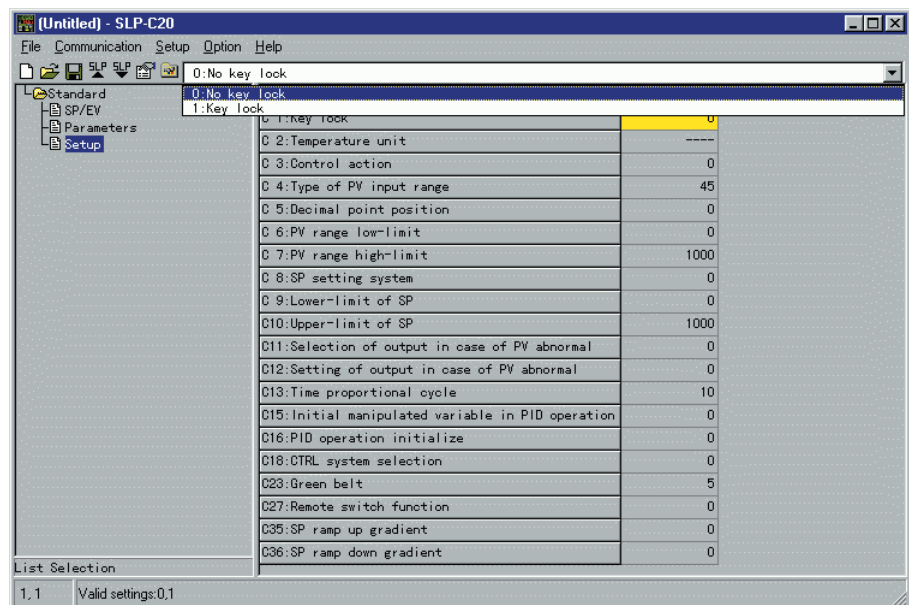 (Untitled) - SLP-C20
File Communication Setup Option Help
SLP SLP 0:No key lock
0:No key lock
1:Key lock
Standard
SP/EV
Parameters
Setup
C 1:Key lock 0
C 2:Temperature unit ----
C 3:Control action 0
C 4:Type of PV input range 45
C 5:Decimal point position 0
C 6:PV range low-limit 0
C 7:PV range high-limit 1000
C 8:SP setting system 0
C 9:Lower-limit of SP 0
C10:Upper-limit of SP 1000
C11:Selection of output in case of PV abnormal 0
C12:Setting of output in case of PV abnormal 0
C13:Time proportional cycle 10
C15:Initial manipulated variable in PID operation 0
C16:PID operation initialize 0
C18:CTRL system selection 0
C23:Green belt 5
C27:Remote switch function 0
C35:SP ramp up gradient 0
C36:SP ramp down gradient 0
List Selection
1, 1 Valid settings:0,1